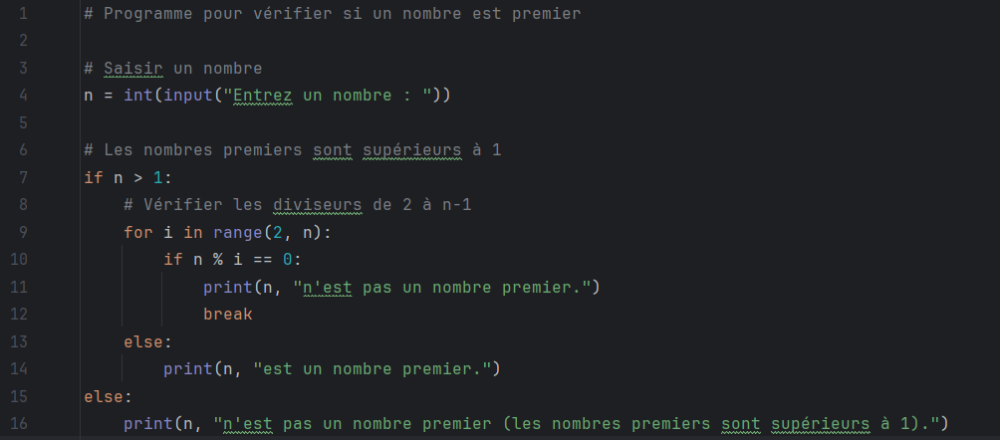 1 # Programme pour vérifier si un nombre est premier
2
3 # Saisir un nombre
4 n = int(input("Entrez un nombre : "))
5
6 # Les nombres premiers sont supérieurs à 1
7 if n > 1:
8     # Vérifier les diviseurs de 2 à n-1
9     for i in range(2, n):
10         if n % i == 0:
11             print(n, "n'est pas un nombre premier.")
12             break
13     else:
14         print(n, "est un nombre premier.")
15 else:
16     print(n, "n'est pas un nombre premier (les nombres premiers sont supérieurs à 1).")